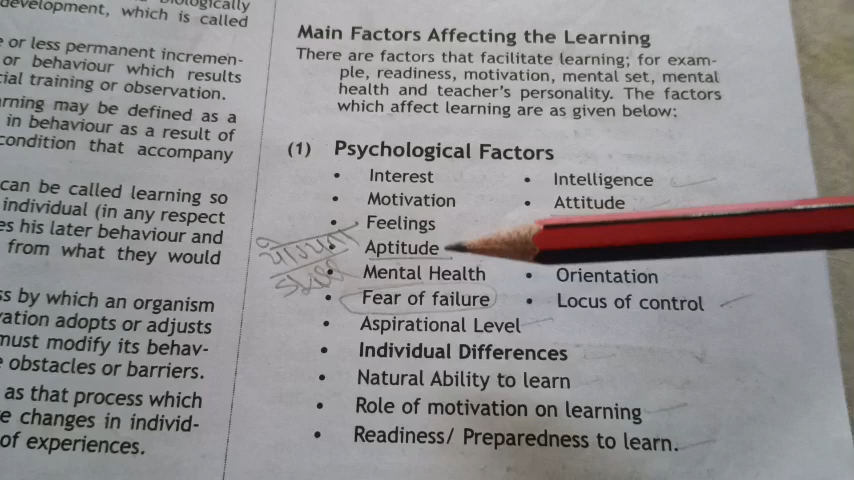 biologically
development, which is called
e or less permanent incremen-
or behaviour which results
cial training or observation.
arning may be defined as a
in behaviour as a result of
condition that accompany
can be called learning so
individual (in any respect
es his later behaviour and
from what they would
ss by which an organism
vation adopts or adjusts
must modify its behav-
e obstacles or barriers.
as that process which
e changes in individ-
of experiences.
Main Factors Affecting the Learning
There are factors that facilitate learning; for exam-
ple, readiness, motivation, mental set, mental
health and teacher's personality. The factors
which affect learning are as given below:
(1) Psychological Factors
• Interest • Intelligence
• Motivation • Attitude
• Feelings
योग्यता Aptitude
skill • Mental Health • Orientation
• Fear of failure • Locus of control
• Aspirational Level
• Individual Differences
• Natural Ability to learn
• Role of motivation on learning
• Readiness/ Preparedness to learn.